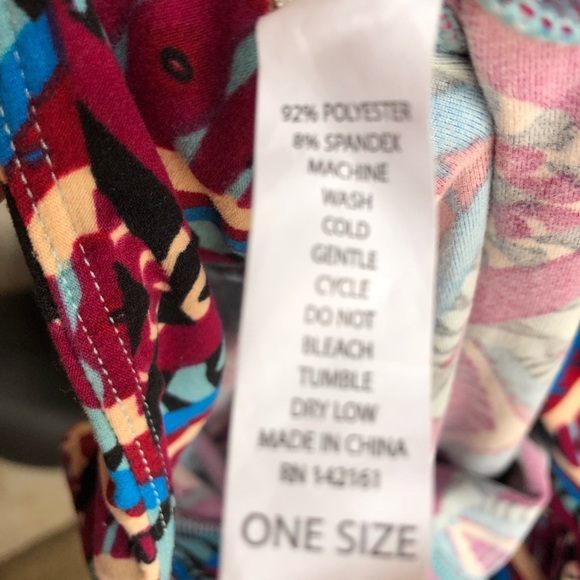 92% POLYESTER
8% SPANDEX
MACHINE
WASH
COLD
GENTLE
CYCLE
DO NOT
BLEACH
TUMBLE
DRY LOW
MADE IN CHINA
RN 142161
ONE SIZE